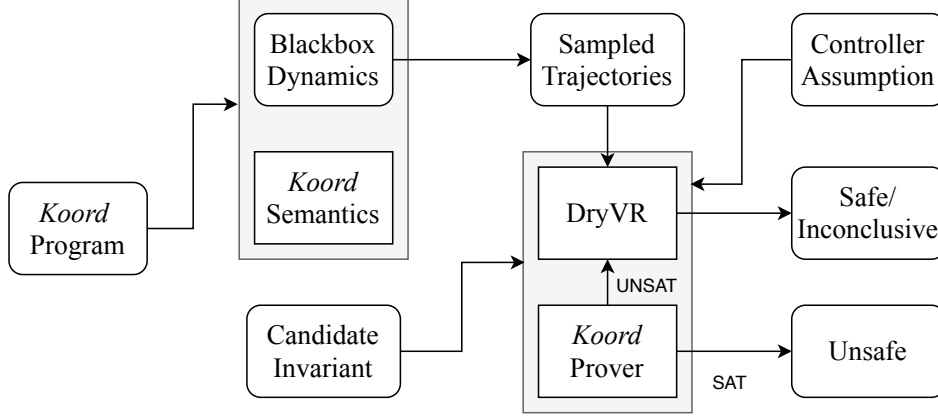 Blackbox
Dynamics
Sampled
Trajectories
Controller
Assumption
Koord
Program
Koord
Semantics
DryVR
Safe/
Inconclusive
UNSAT
Candidate
Invariant
Koord
Prover
SAT
Unsafe